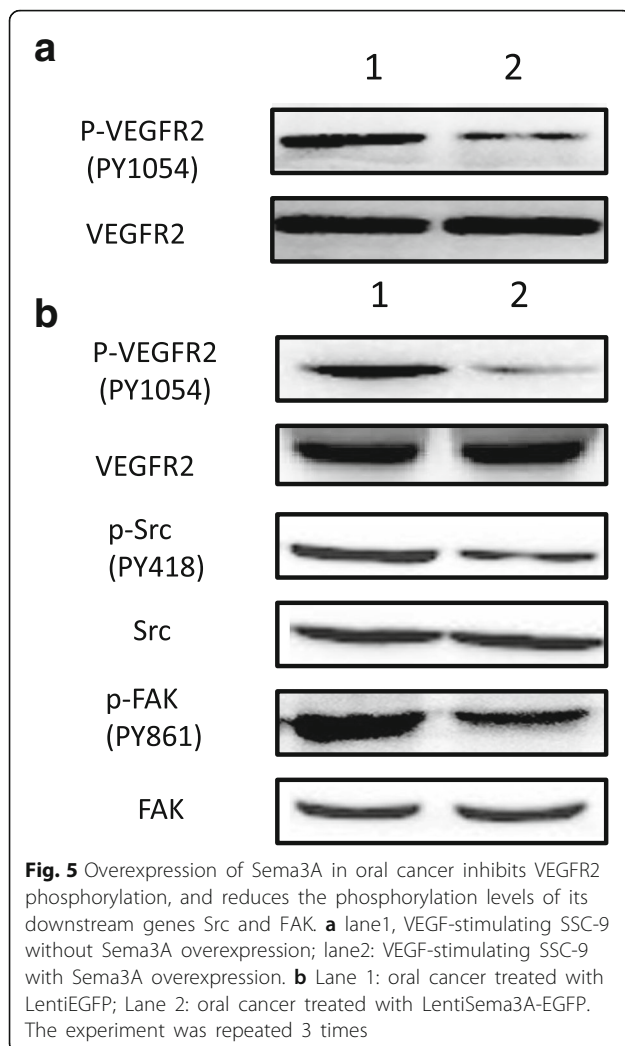 a
1 2
P-VEGFR2
(PY1054)
VEGFR2
b
1 2
P-VEGFR2
(PY1054)
VEGFR2
p-Src
(PY418)
Src
p-FAK
(PY861)
FAK
Fig. 5 Overexpression of Sema3A in oral cancer inhibits VEGFR2
phosphorylation, and reduces the phosphorylation levels of its
downstream genes Src and FAK. a lane1, VEGF-stimulating SSC-9
without Sema3A overexpression; lane2: VEGF-stimulating SSC-9
with Sema3A overexpression. b Lane 1: oral cancer treated with
LentiEGFP; Lane 2: oral cancer treated with LentiSema3A-EGFP.
The experiment was repeated 3 times